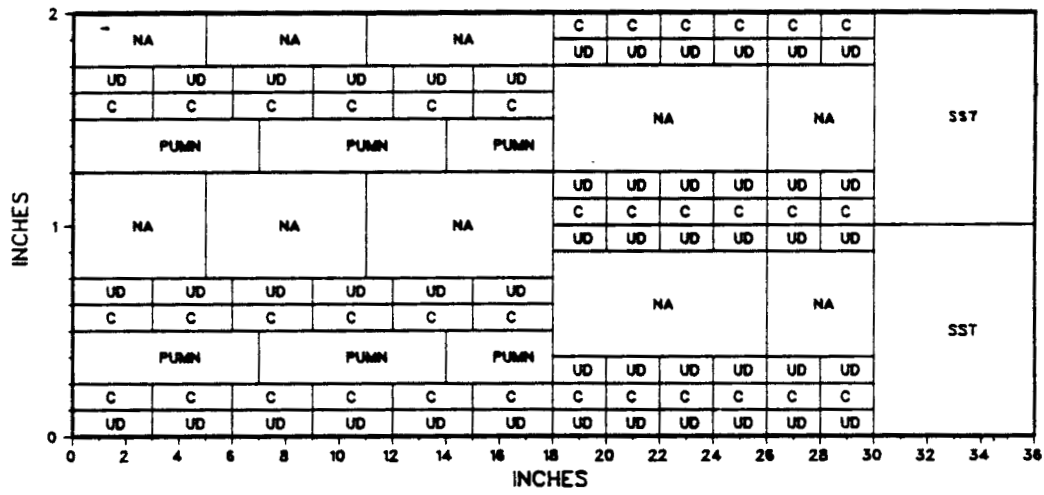 2
NA NA NA C C C C C C
UD UD UD UD UD UD
UD UD UD UD UD UD
C C C C C C NA NA SST
PUMN PUMN PUMN
UD UD UD UD UD UD
C C C C C C
1 NA NA NA
UD UD UD UD UD UD
UD UD UD UD UD UD
NA NA
C C C C C C SST
PUMN PUMN PUMN
UD UD UD UD UD UD
C C C C C C C C C C C C
UD UD UD UD UD UD UD UD UD UD UD UD
0
0 2 4 6 8 10 12 14 16 18 20 22 24 26 28 30 32 34 36
INCHES
INCHES